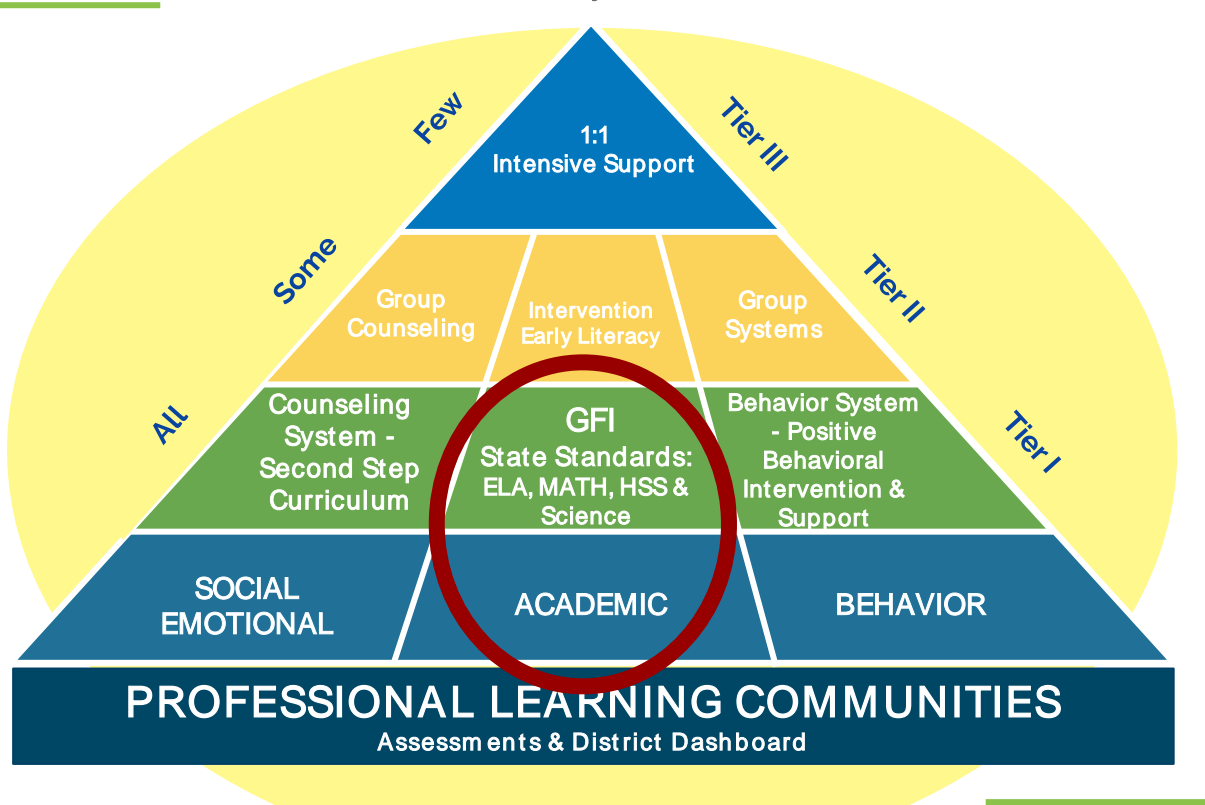 Few
Tier III
1:1
Intensive Support
Some
Tier II
Group
Counseling
Intervention
Early Literacy
Group
Systems
All
Tier I
Counseling
System -
Second Step
Curriculum
GFI
State Standards:
ELA, MATH, HSS &
Science
Behavior System
- Positive
Behavioral
Intervention &
Support
SOCIAL
EMOTIONAL
ACADEMIC
BEHAVIOR
PROFESSIONAL LEARNING COMMUNITIES
Assessments & District Dashboard